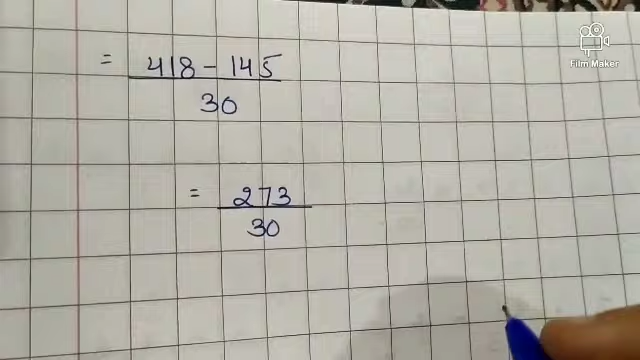 = 418 - 145
30
= 273
30
Film Maker